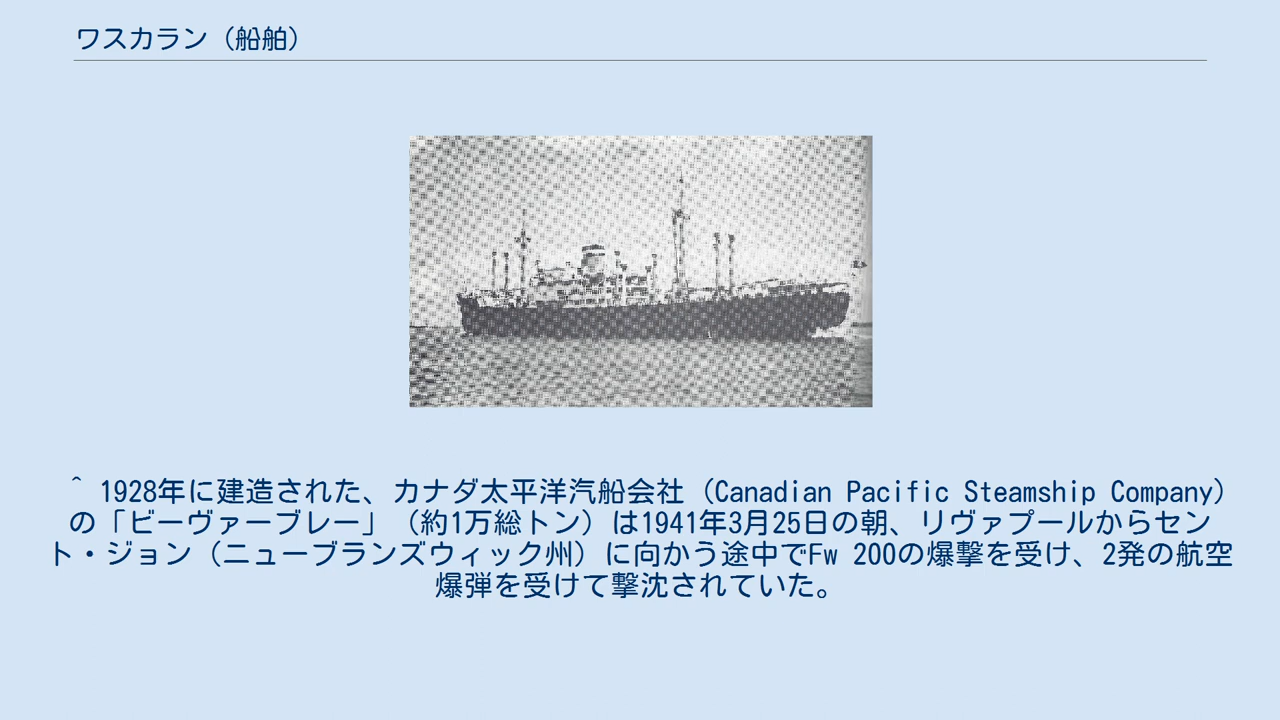 ワスカラン（船舶）
^ 1928年に建造された、カナダ太平洋汽船会社（Canadian Pacific Steamship Company）
の「ビーヴァーブレー」（約1万総トン）は1941年3月25日の朝、リヴァプールからセン
ト・ジョン（ニューブランズウィック州）に向かう途中でFw 200の爆撃を受け、2発の航空
爆弾を受けて撃沈されていた。